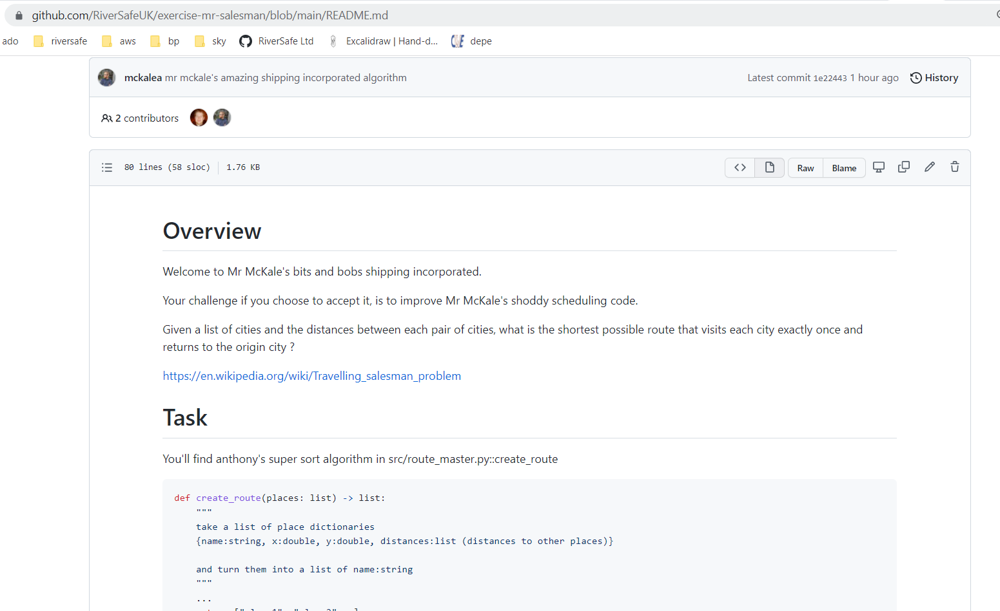 github.com/RiverSafeUK/exercise-mr-salesman/blob/main/README.md
ado riversafe aws bp sky RiverSafe Ltd Excalidraw | Hand-d... depe
mckalea mr mckale's amazing shipping incorporated algorithm Latest commit 1e22443 1 hour ago History
2 contributors
80 lines (58 sloc) 1.76 KB <> Raw Blame
Overview
Welcome to Mr McKale's bits and bobs shipping incorporated.
Your challenge if you choose to accept it, is to improve Mr McKale's shoddy scheduling code.
Given a list of cities and the distances between each pair of cities, what is the shortest possible route that visits each city exactly once and
returns to the origin city ?
https://en.wikipedia.org/wiki/Travelling_salesman_problem
Task
You'll find anthony's super sort algorithm in src/route_master.py::create_route
def create_route(places: list) -> list:
"""
take a list of place dictionaries
{name:string, x:double, y:double, distances:list (distances to other places)}
and turn them into a list of name:string
"""
...